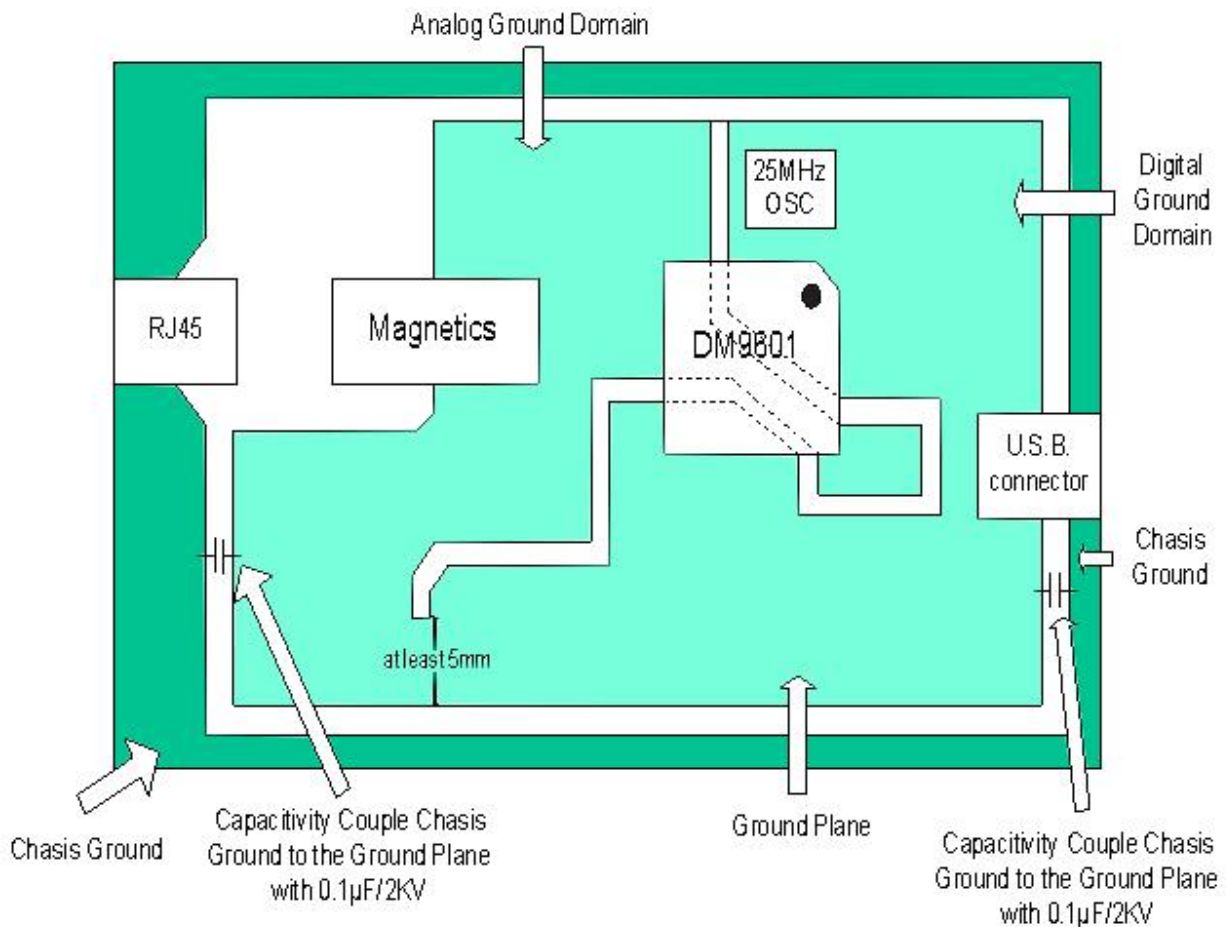 Analog Ground Domain
25MHz
OSC
Digital
Ground
Domain
RJ45
Magnetics
DM9601
U.S.B.
connector
Chasis
Ground
at least 5mm
Chasis Ground
Capacitivity Couple Chasis
Ground to the Ground Plane
with 0.1µF/2KV
Ground Plane
Capacitivity Couple Chasis
Ground to the Ground Plane
with 0.1µF/2KV